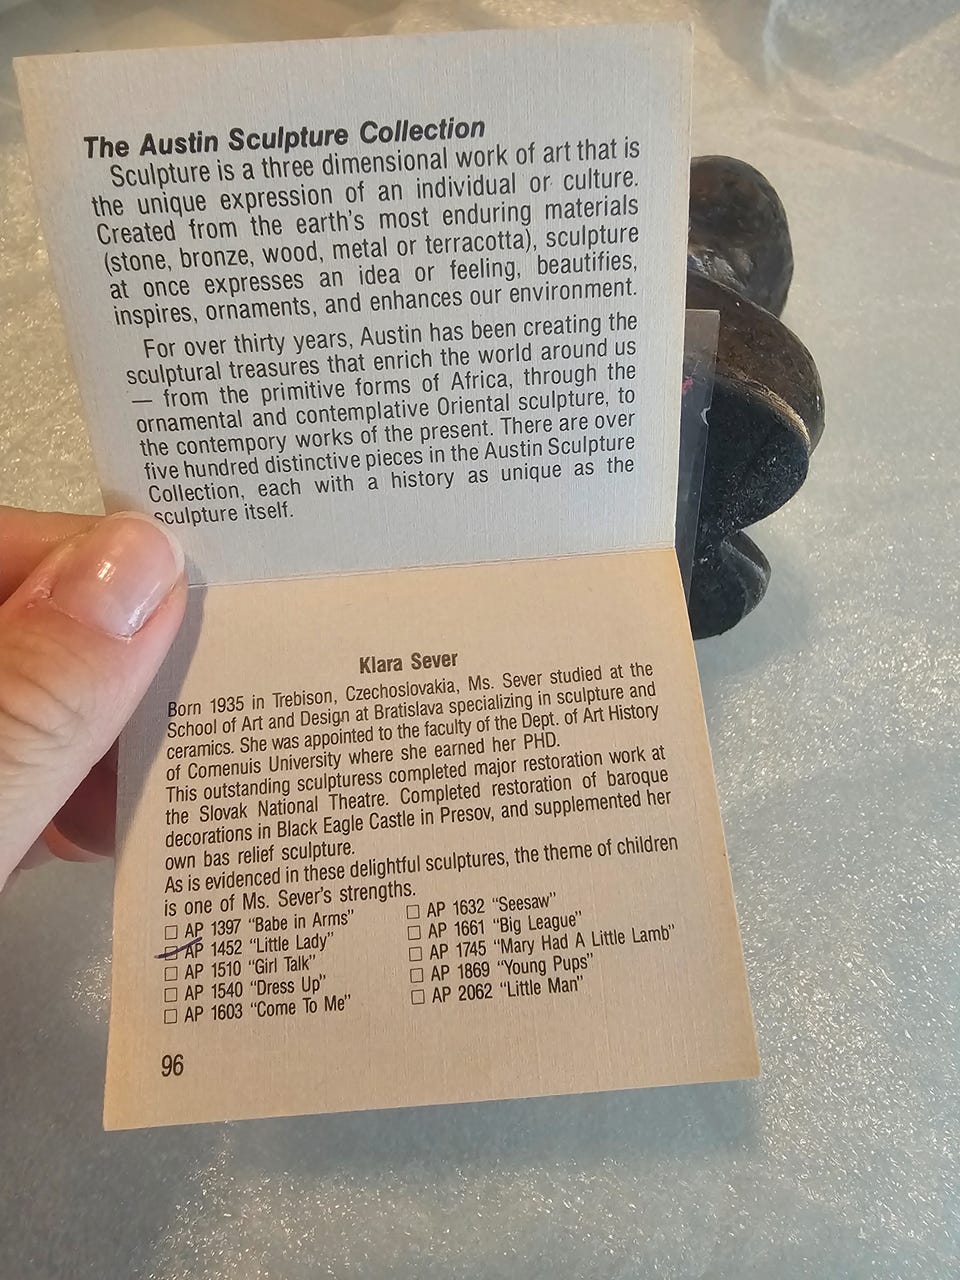 The Austin Sculpture Collection
Sculpture is a three dimensional work of art that is
the unique expression of an individual or culture.
Created from the earth's most enduring materials
(stone, bronze, wood, metal or terracotta), sculpture
at once expresses an idea or feeling, beautifies,
inspires, ornaments, and enhances our environment.
For over thirty years, Austin has been creating the
sculptural treasures that enrich the world around us
— from the primitive forms of Africa, through the
ornamental and contemplative Oriental sculpture, to
the contempory works of the present. There are over
five hundred distinctive pieces in the Austin Sculpture
Collection, each with a history as unique as the
sculpture itself.
Klara Sever
Born 1935 in Trebison, Czechoslovakia, Ms. Sever studied at the
School of Art and Design at Bratislava specializing in sculpture and
ceramics. She was appointed to the faculty of the Dept. of Art History
of Comenuis University where she earned her PHD.
This outstanding sculpturess completed major restoration work at
the Slovak National Theatre. Completed restoration of baroque
decorations in Black Eagle Castle in Presov, and supplemented her
own bas relief sculpture.
As is evidenced in these delightful sculptures, the theme of children
is one of Ms. Sever's strengths.
☐ AP 1397 "Babe in Arms"
☐ AP 1452 "Little Lady"
☐ AP 1510 "Girl Talk"
☐ AP 1540 "Dress Up"
☐ AP 1603 "Come To Me"
☐ AP 1632 "Seesaw"
☐ AP 1661 "Big League"
☐ AP 1745 "Mary Had A Little Lamb"
☐ AP 1869 "Young Pups"
☐ AP 2062 "Little Man"
96